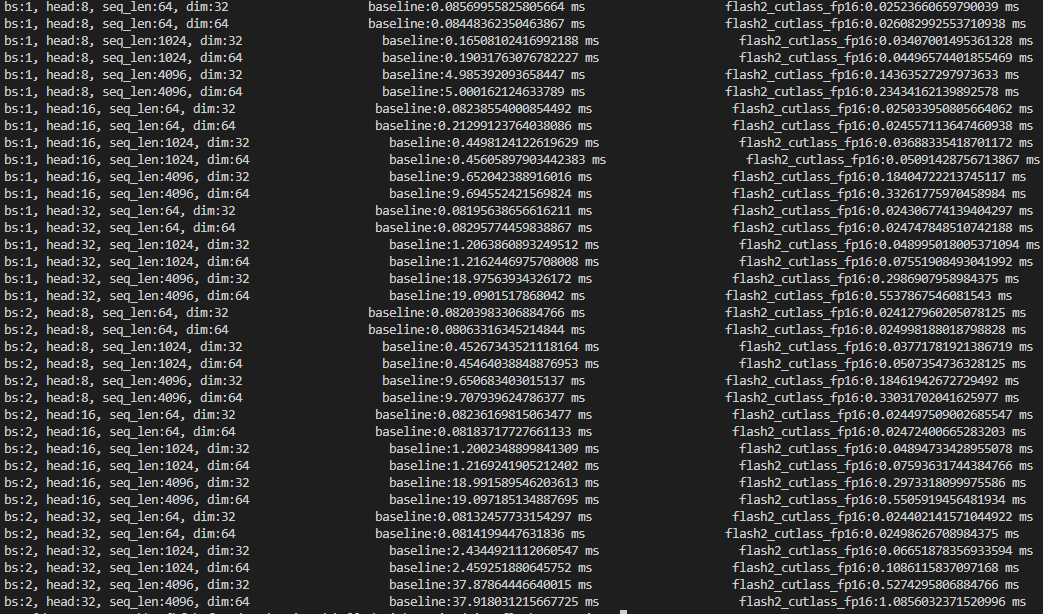 bs:1, head:8, seq_len:64, dim:32 baseline:0.08569955825805664 ms flash2_cutlass_fp16:0.02523660659790039 ms
bs:1, head:8, seq_len:64, dim:64 baseline:0.08448362350463867 ms flash2_cutlass_fp16:0.026082992553710938 ms
bs:1, head:8, seq_len:1024, dim:32 baseline:0.16508102416992188 ms flash2_cutlass_fp16:0.03407001495361328 ms
bs:1, head:8, seq_len:1024, dim:64 baseline:0.19031763076782227 ms flash2_cutlass_fp16:0.04496574401855469 ms
bs:1, head:8, seq_len:4096, dim:32 baseline:4.985392093658447 ms flash2_cutlass_fp16:0.14363527297973633 ms
bs:1, head:8, seq_len:4096, dim:64 baseline:5.000162124633789 ms flash2_cutlass_fp16:0.23434162139892578 ms
bs:1, head:16, seq_len:64, dim:32 baseline:0.08238554000854492 ms flash2_cutlass_fp16:0.025033950805664062 ms
bs:1, head:16, seq_len:64, dim:64 baseline:0.21299123764038086 ms flash2_cutlass_fp16:0.024557113647460938 ms
bs:1, head:16, seq_len:1024, dim:32 baseline:0.4498124122619629 ms flash2_cutlass_fp16:0.03688335418701172 ms
bs:1, head:16, seq_len:1024, dim:64 baseline:0.45605897903442383 ms flash2_cutlass_fp16:0.05091428756713867 ms
bs:1, head:16, seq_len:4096, dim:32 baseline:9.652042388916016 ms flash2_cutlass_fp16:0.18404722213745117 ms
bs:1, head:16, seq_len:4096, dim:64 baseline:9.694552421569824 ms flash2_cutlass_fp16:0.33261775970458984 ms
bs:1, head:32, seq_len:64, dim:32 baseline:0.08195638656616211 ms flash2_cutlass_fp16:0.024306774139404297 ms
bs:1, head:32, seq_len:64, dim:64 baseline:0.08295774459838867 ms flash2_cutlass_fp16:0.024747848510742188 ms
bs:1, head:32, seq_len:1024, dim:32 baseline:1.2063860893249512 ms flash2_cutlass_fp16:0.048995018005371094 ms
bs:1, head:32, seq_len:1024, dim:64 baseline:1.2162446975708008 ms flash2_cutlass_fp16:0.07551908493041992 ms
bs:1, head:32, seq_len:4096, dim:32 baseline:18.97563934326172 ms flash2_cutlass_fp16:0.2986907958984375 ms
bs:1, head:32, seq_len:4096, dim:64 baseline:19.0901517868042 ms flash2_cutlass_fp16:0.5537867546081543 ms
bs:2, head:8, seq_len:64, dim:32 baseline:0.08203983306884766 ms flash2_cutlass_fp16:0.024127960205078125 ms
bs:2, head:8, seq_len:64, dim:64 baseline:0.08063316345214844 ms flash2_cutlass_fp16:0.024998188018798828 ms
bs:2, head:8, seq_len:1024, dim:32 baseline:0.45267343521118164 ms flash2_cutlass_fp16:0.03771781921386719 ms
bs:2, head:8, seq_len:1024, dim:64 baseline:0.45464038848876953 ms flash2_cutlass_fp16:0.0507354736328125 ms
bs:2, head:8, seq_len:4096, dim:32 baseline:9.650683403015137 ms flash2_cutlass_fp16:0.18461942672729492 ms
bs:2, head:8, seq_len:4096, dim:64 baseline:9.707939624786377 ms flash2_cutlass_fp16:0.33031702041625977 ms
bs:2, head:16, seq_len:64, dim:32 baseline:0.08236169815063477 ms flash2_cutlass_fp16:0.024497509002685547 ms
bs:2, head:16, seq_len:64, dim:64 baseline:0.08183717727661133 ms flash2_cutlass_fp16:0.02472400665283203 ms
bs:2, head:16, seq_len:1024, dim:32 baseline:1.2002348899841309 ms flash2_cutlass_fp16:0.04894733428955078 ms
bs:2, head:16, seq_len:1024, dim:64 baseline:1.2169241905212402 ms flash2_cutlass_fp16:0.07593631744384766 ms
bs:2, head:16, seq_len:4096, dim:32 baseline:18.991589546203613 ms flash2_cutlass_fp16:0.2973318099975586 ms
bs:2, head:16, seq_len:4096, dim:64 baseline:19.097185134887695 ms flash2_cutlass_fp16:0.5505919456481934 ms
bs:2, head:32, seq_len:64, dim:32 baseline:0.08132457733154297 ms flash2_cutlass_fp16:0.024402141571044922 ms
bs:2, head:32, seq_len:64, dim:64 baseline:0.0814199447631836 ms flash2_cutlass_fp16:0.02498626708984375 ms
bs:2, head:32, seq_len:1024, dim:32 baseline:2.4344921112060547 ms flash2_cutlass_fp16:0.06651878356933594 ms
bs:2, head:32, seq_len:1024, dim:64 baseline:2.459251880645752 ms flash2_cutlass_fp16:0.1086115837097168 ms
bs:2, head:32, seq_len:4096, dim:32 baseline:37.87864446640015 ms flash2_cutlass_fp16:0.5274295806884766 ms
bs:2, head:32, seq_len:4096, dim:64 baseline:37.918031215667725 ms flash2_cutlass_fp16:1.0856032371520996 ms